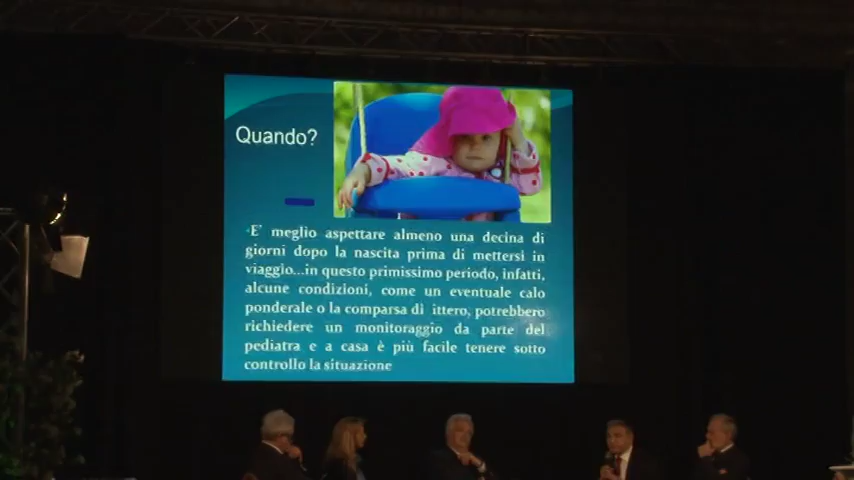 Quando?
E' meglio aspettare almeno una decina di
giorni dopo la nascita prima di mettersi in
viaggio...in questo primissimo periodo, infatti,
alcune condizioni, come un eventuale calo
ponderale o la comparsa di ittero, potrebbero
richiedere un monitoraggio da parte del
pediatra e a casa è più facile tenere sotto
controllo la situazione